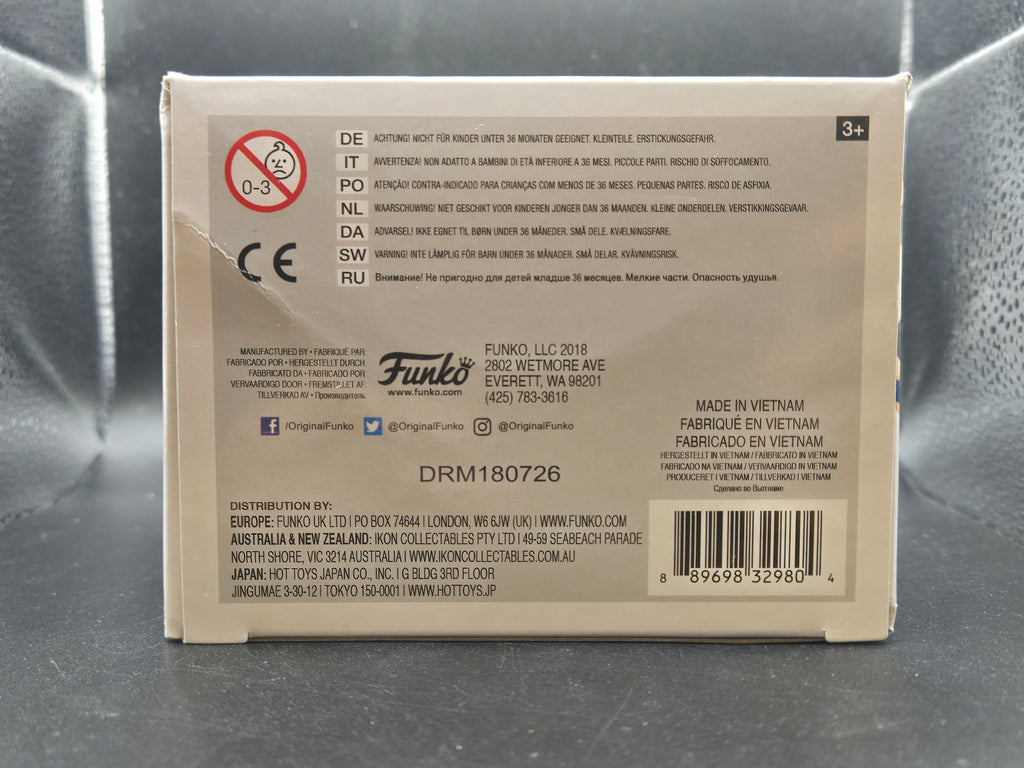 3+
0-3
DE ACHTUNG! NICHT FÜR KINDER UNTER 36 MONATEN GEEIGNET. KLEINTEILE. ERSTICKUNGSGEFAHR.
IT AVVERTENZA! NON ADATTO A BAMBINI DI ETÀ INFERIORE A 36 MESI. PICCOLE PARTI. RISCHIO DI SOFFOCAMENTO.
PO ATENÇÃO! CONTRA-INDICADO PARA CRIANÇAS COM MENOS DE 36 MESES. PEQUENAS PARTES. RISCO DE ASFIXIA.
NL WAARSCHUWING! NIET GESCHIKT VOOR KINDEREN JONGER DAN 36 MAANDEN. KLEINE ONDERDELEN. VERSTIKKINGSGEVAAR.
DA ADVARSEL! IKKE EGNET TIL BØRN UNDER 36 MÅNEDER. SMÅ DELE. KVÆLNINGSFARE.
SW VARNING! INTE LÄMPLIG FÖR BARN UNDER 36 MÅNADER. SMÅ DELAR. KVÄVNINGSRISK.
RU Внимание! Не пригодно для детей младше 36 месяцев. Мелкие части. Опасность удушья.
CE
MANUFACTURED BY • FABRIQUÉ PAR
FABRICADO POR • HERGESTELLT DURCH
FABBRICATO DA • FABRICADO POR
VERVAARDIGD DOOR • FREMSTILLET AF
TILLVERKAD AV • Производитель
Funko
www.funko.com
FUNKO, LLC 2018
2802 WETMORE AVE
EVERETT, WA 98201
(425) 783-3616
/OriginalFunko @OriginalFunko @OriginalFunko
DRM180726
MADE IN VIETNAM
FABRIQUÉ EN VIETNAM
FABRICADO EN VIETNAM
HERGESTELLT IN VIETNAM / FABBRICATO IN VIETNAM
FABRICADO NA VIETNAM / VERVAARDIGD IN VIETNAM
PRODUCERET I VIETNAM / TILLVERKAD I VIETNAM
Сделано во Вьетнаме
DISTRIBUTION BY:
EUROPE: FUNKO UK LTD | PO BOX 74644 | LONDON, W6 6JW (UK) | WWW.FUNKO.COM
AUSTRALIA & NEW ZEALAND: IKON COLLECTABLES PTY LTD | 49-59 SEABEACH PARADE
NORTH SHORE, VIC 3214 AUSTRALIA | WWW.IKONCOLLECTABLES.COM.AU
JAPAN: HOT TOYS JAPAN CO., INC. | G BLDG 3RD FLOOR
JINGUMAE 3-30-12 | TOKYO 150-0001 | WWW.HOTTOYS.JP
8 89698 32980 4